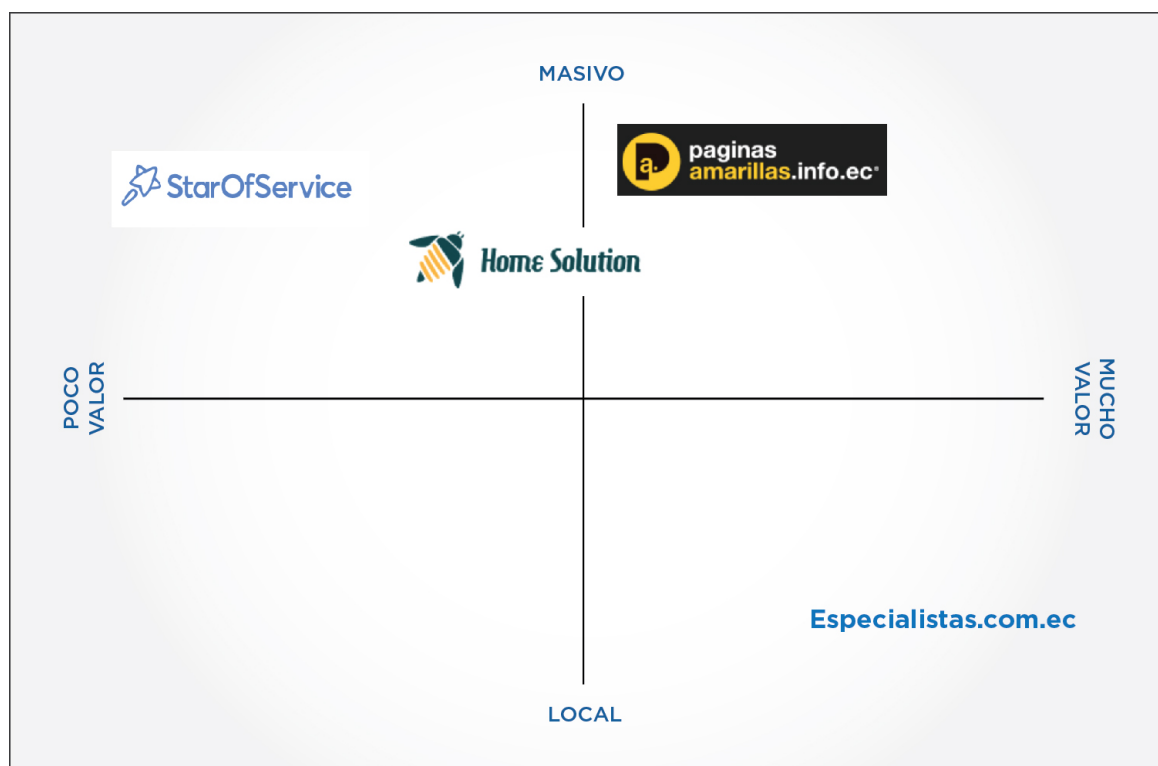 MASIVO
StarOfService
a.
paginas
amarillas.info.ec®
Home Solution
POCO
VALOR
MUCHO
VALOR
Especialistas.com.ec
LOCAL